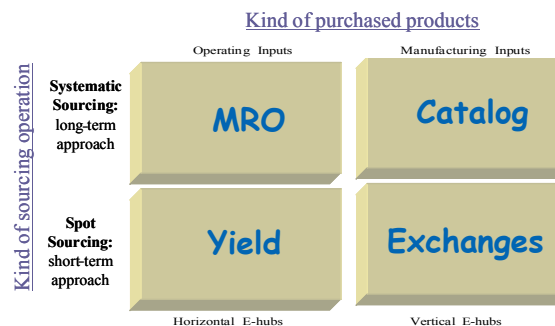 Kind of purchased products
Operating Inputs
Manufacturing Inputs
Kind of sourcing operation
Systematic
Sourcing:
long-term
approach
MRO
Catalog
Spot
Sourcing:
short-term
approach
Yield
Exchanges
Horizontal E-hubs
Vertical E-hubs